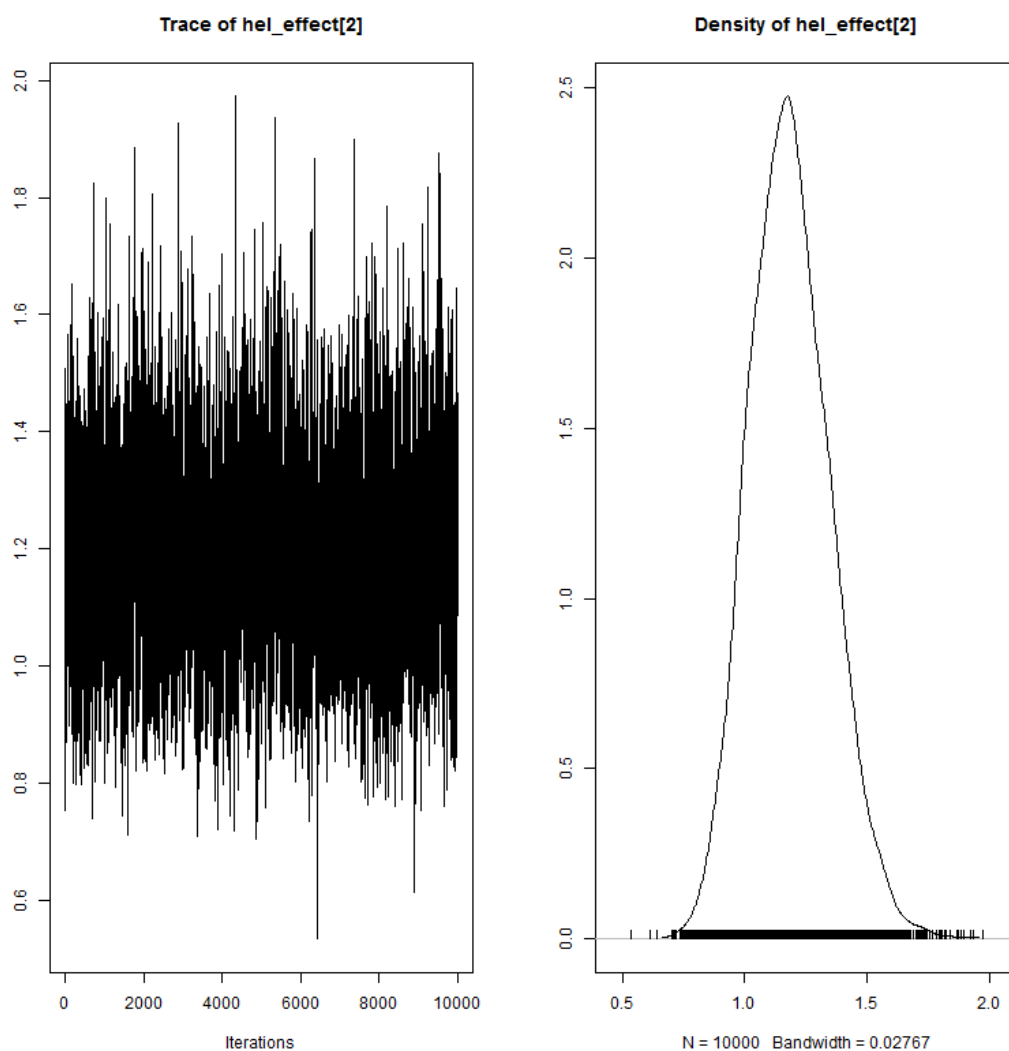 Trace of hel_effect[2]
2.0
1.8
1.6
1.4
1.2
1.0
0.8
0.6
0 2000 4000 6000 8000 10000
Iterations
Density of hel_effect[2]
2.5
2.0
1.5
1.0
0.5
0.0
0.5 1.0 1.5 2.0
N = 10000 Bandwidth = 0.02767